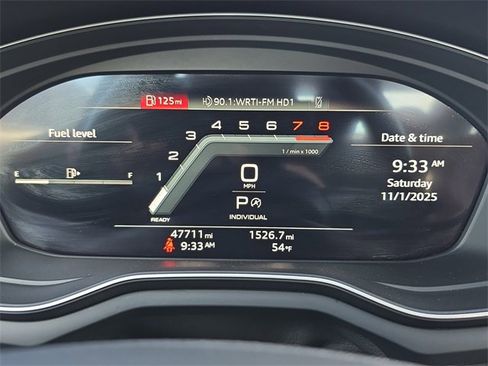 125 mi 90.1:WRTI-FM HD1
Fuel level
E F
1 2 3 4 5 6 7 8
1 / min x 1000
READY
0
MPH
P
INDIVIDUAL
Date & time
9:33 AM
Saturday
11/1/2025
47711 mi 1526.7 mi
9:33 AM 54 °F